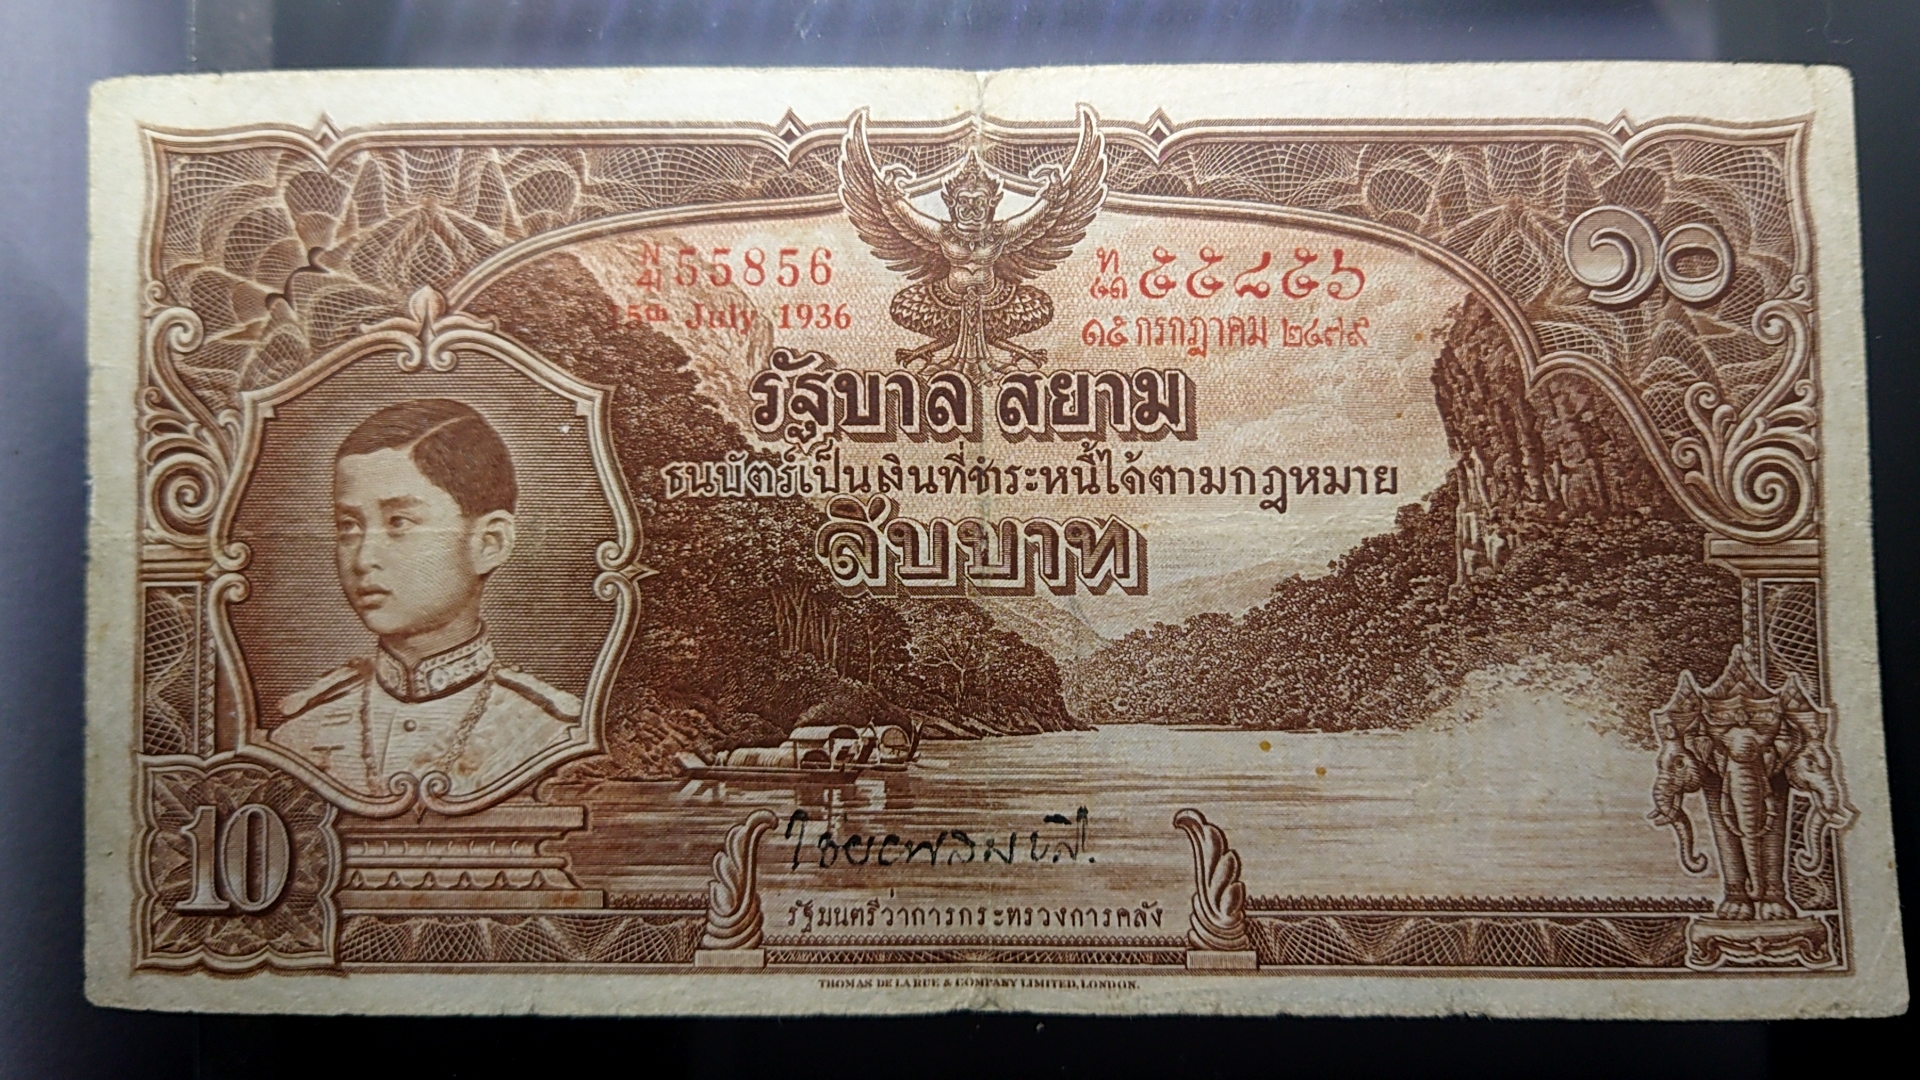 N/41 55856
ท/๔๑ ๕๕๘๕๖
15th July 1936
๑๕ กรกฎาคม ๒๔๗๙
๑๐
รัฐบาล สยาม
ธนบัตร์เป็นเงินที่ชำระหนี้ได้ตามกฎหมาย
สิบบาท
10
รัฐมนตรีว่าการกระทรวงการคลัง
THOMAS DE LA RUE & COMPANY LIMITED, LONDON.